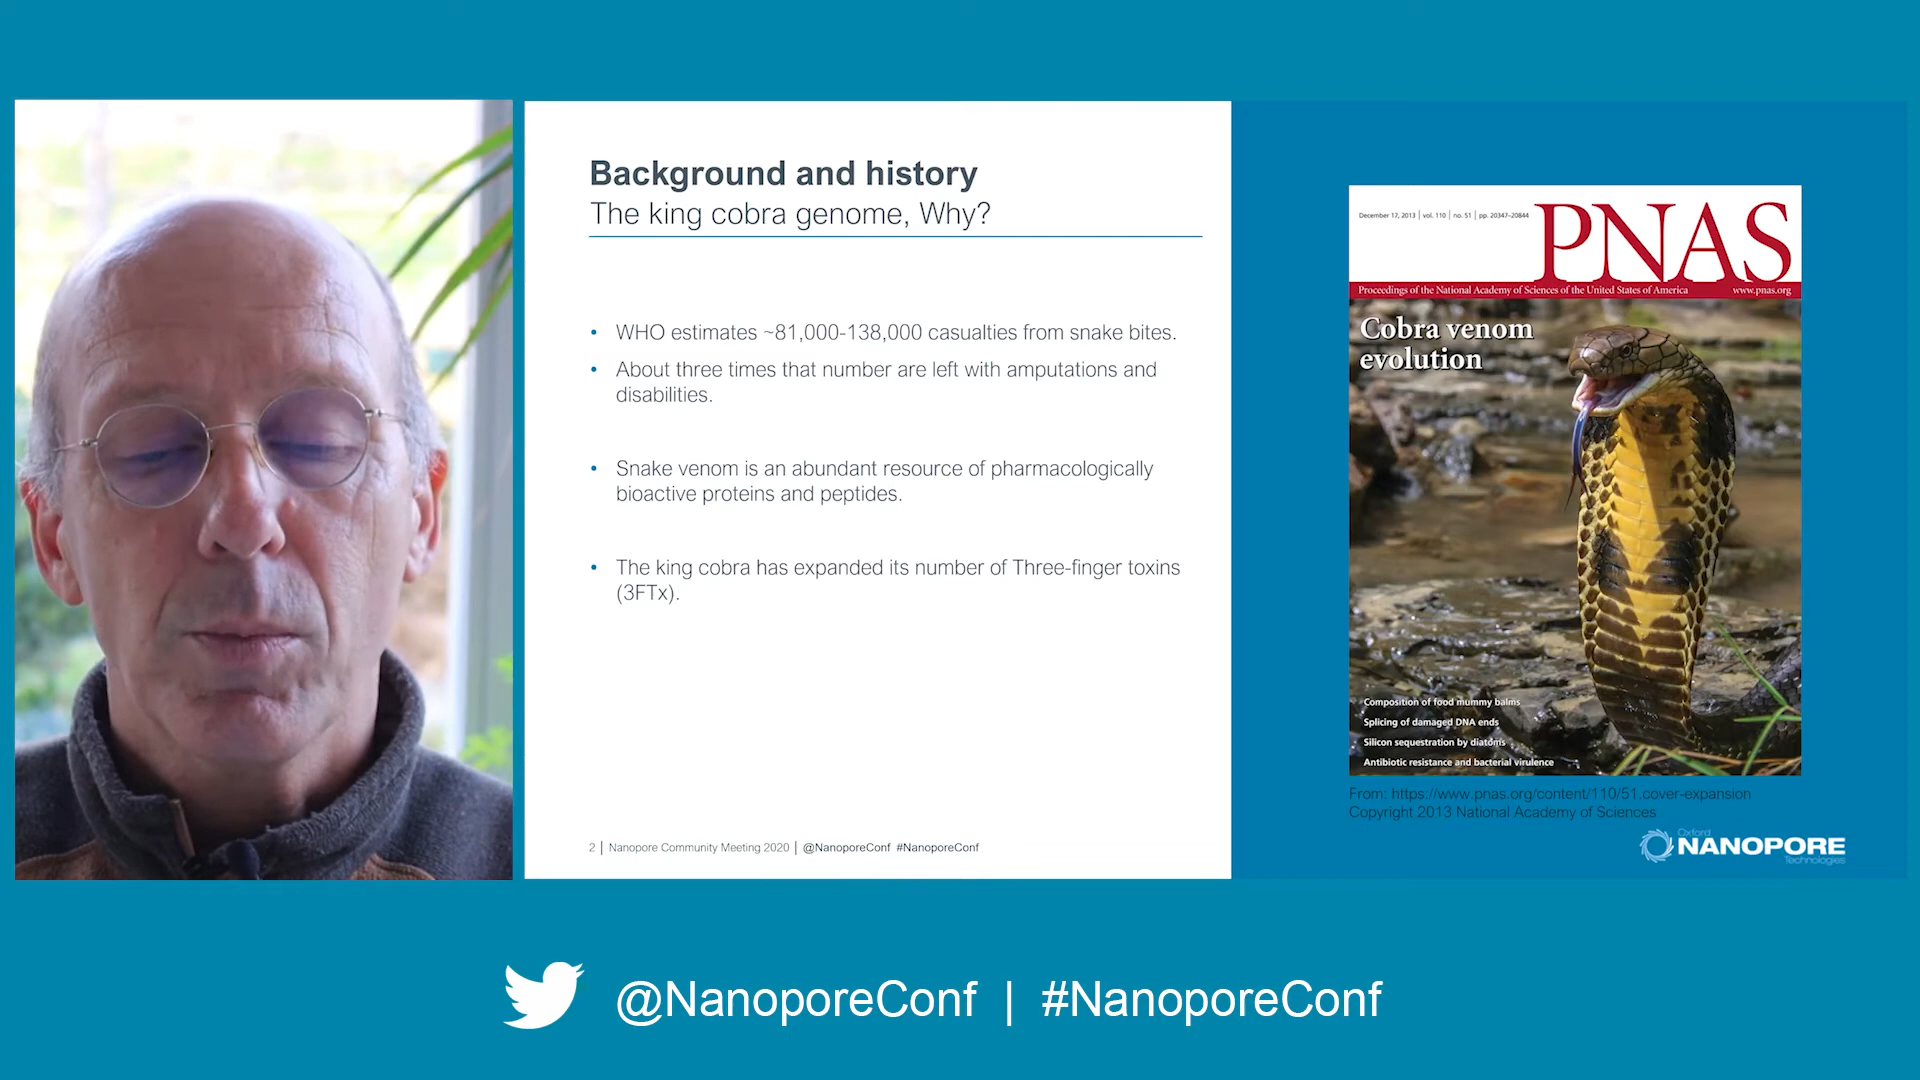 Background and history
The king cobra genome, Why?
• WHO estimates ~81,000-138,000 casualties from snake bites.
• About three times that number are left with amputations and
disabilities.
• Snake venom is an abundant resource of pharmacologically
bioactive proteins and peptides.
• The king cobra has expanded its number of Three-finger toxins
(3FTx).
2 | Nanopore Community Meeting 2020 | @NanoporeConf #NanoporeConf
December 17, 2013 | vol. 110 | no. 51 | pp. 20347–20844
PNAS
Proceedings of the National Academy of Sciences of the United States of America www.pnas.org
Cobra venom
evolution
Composition of food mummy balms
Splicing of damaged DNA ends
Silicon sequestration by diatoms
Antibiotic resistance and bacterial virulence
From: https://www.pnas.org/content/110/51.cover-expansion
Copyright 2013 National Academy of Sciences
Oxford
NANOPORE
Technologies
@NanoporeConf | #NanoporeConf